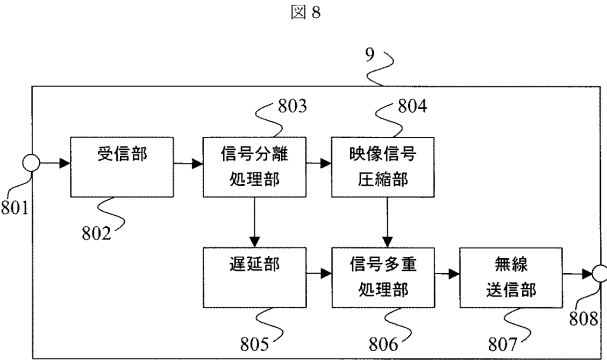 図8
9
803
804
受信部
信号分離
処理部
映像信号
圧縮部
801
802
遅延部
信号多重
処理部
無線
送信部
805
806
807
808